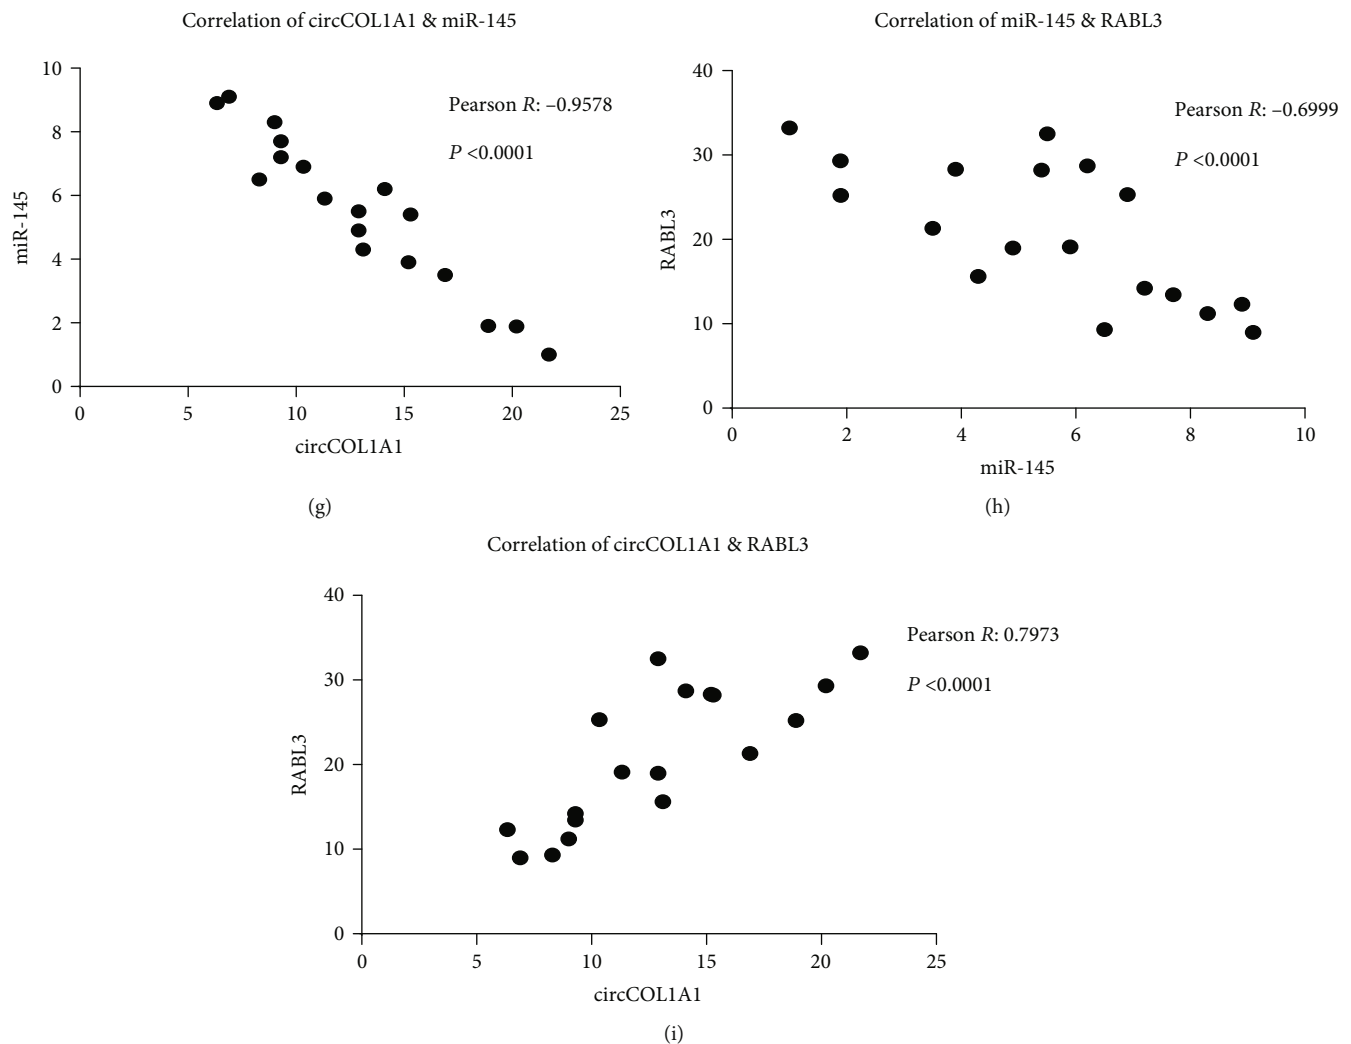 Correlation of circCOL1A1 & miR-145
10
8
6
4
2
0
miR-145
Pearson R: –0.9578
P <0.0001
0 5 10 15 20 25
circCOL1A1
(g)
Correlation of miR-145 & RABL3
40
30
20
10
0
RABL3
Pearson R: –0.6999
P <0.0001
0 2 4 6 8 10
miR-145
(h)
Correlation of circCOL1A1 & RABL3
40
30
20
10
0
RABL3
Pearson R: 0.7973
P <0.0001
0 5 10 15 20 25
circCOL1A1
(i)